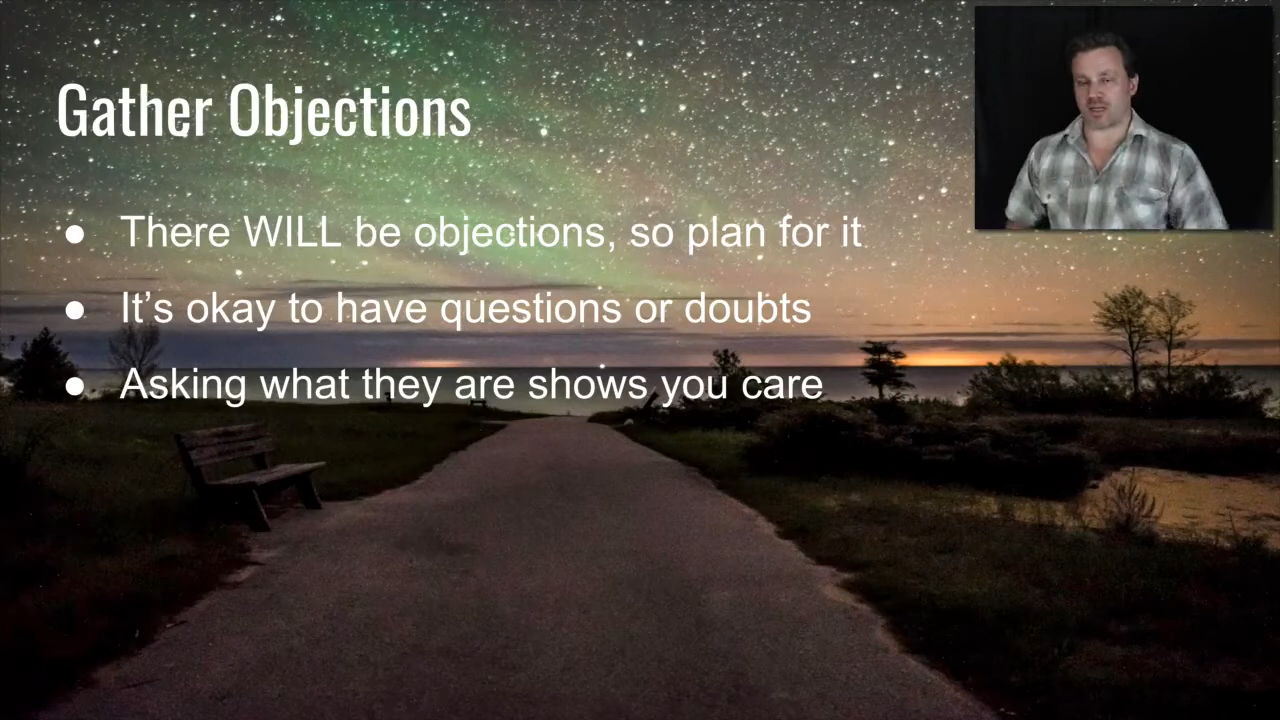 Gather Objections
● There WILL be objections, so plan for it
● It’s okay to have questions or doubts
● Asking what they are shows you care